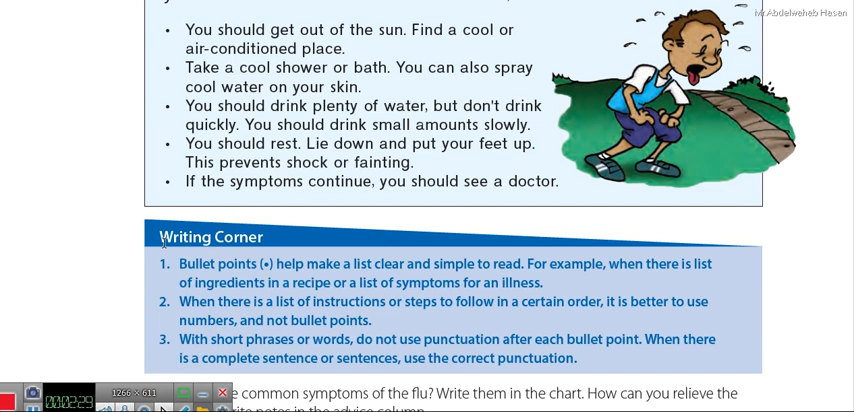 Mr.Abdelwahab Hasan
• You should get out of the sun. Find a cool or
air-conditioned place.
• Take a cool shower or bath. You can also spray
cool water on your skin.
• You should drink plenty of water, but don't drink
quickly. You should drink small amounts slowly.
• You should rest. Lie down and put your feet up.
This prevents shock or fainting.
• If the symptoms continue, you should see a doctor.
Writing Corner
1. Bullet points (•) help make a list clear and simple to read. For example, when there is list
of ingredients in a recipe or a list of symptoms for an illness.
2. When there is a list of instructions or steps to follow in a certain order, it is better to use
numbers, and not bullet points.
3. With short phrases or words, do not use punctuation after each bullet point. When there
is a complete sentence or sentences, use the correct punctuation.
1266 × 611
00:02:29
common symptoms of the flu? Write them in the chart. How can you relieve the
notes in the advice column.